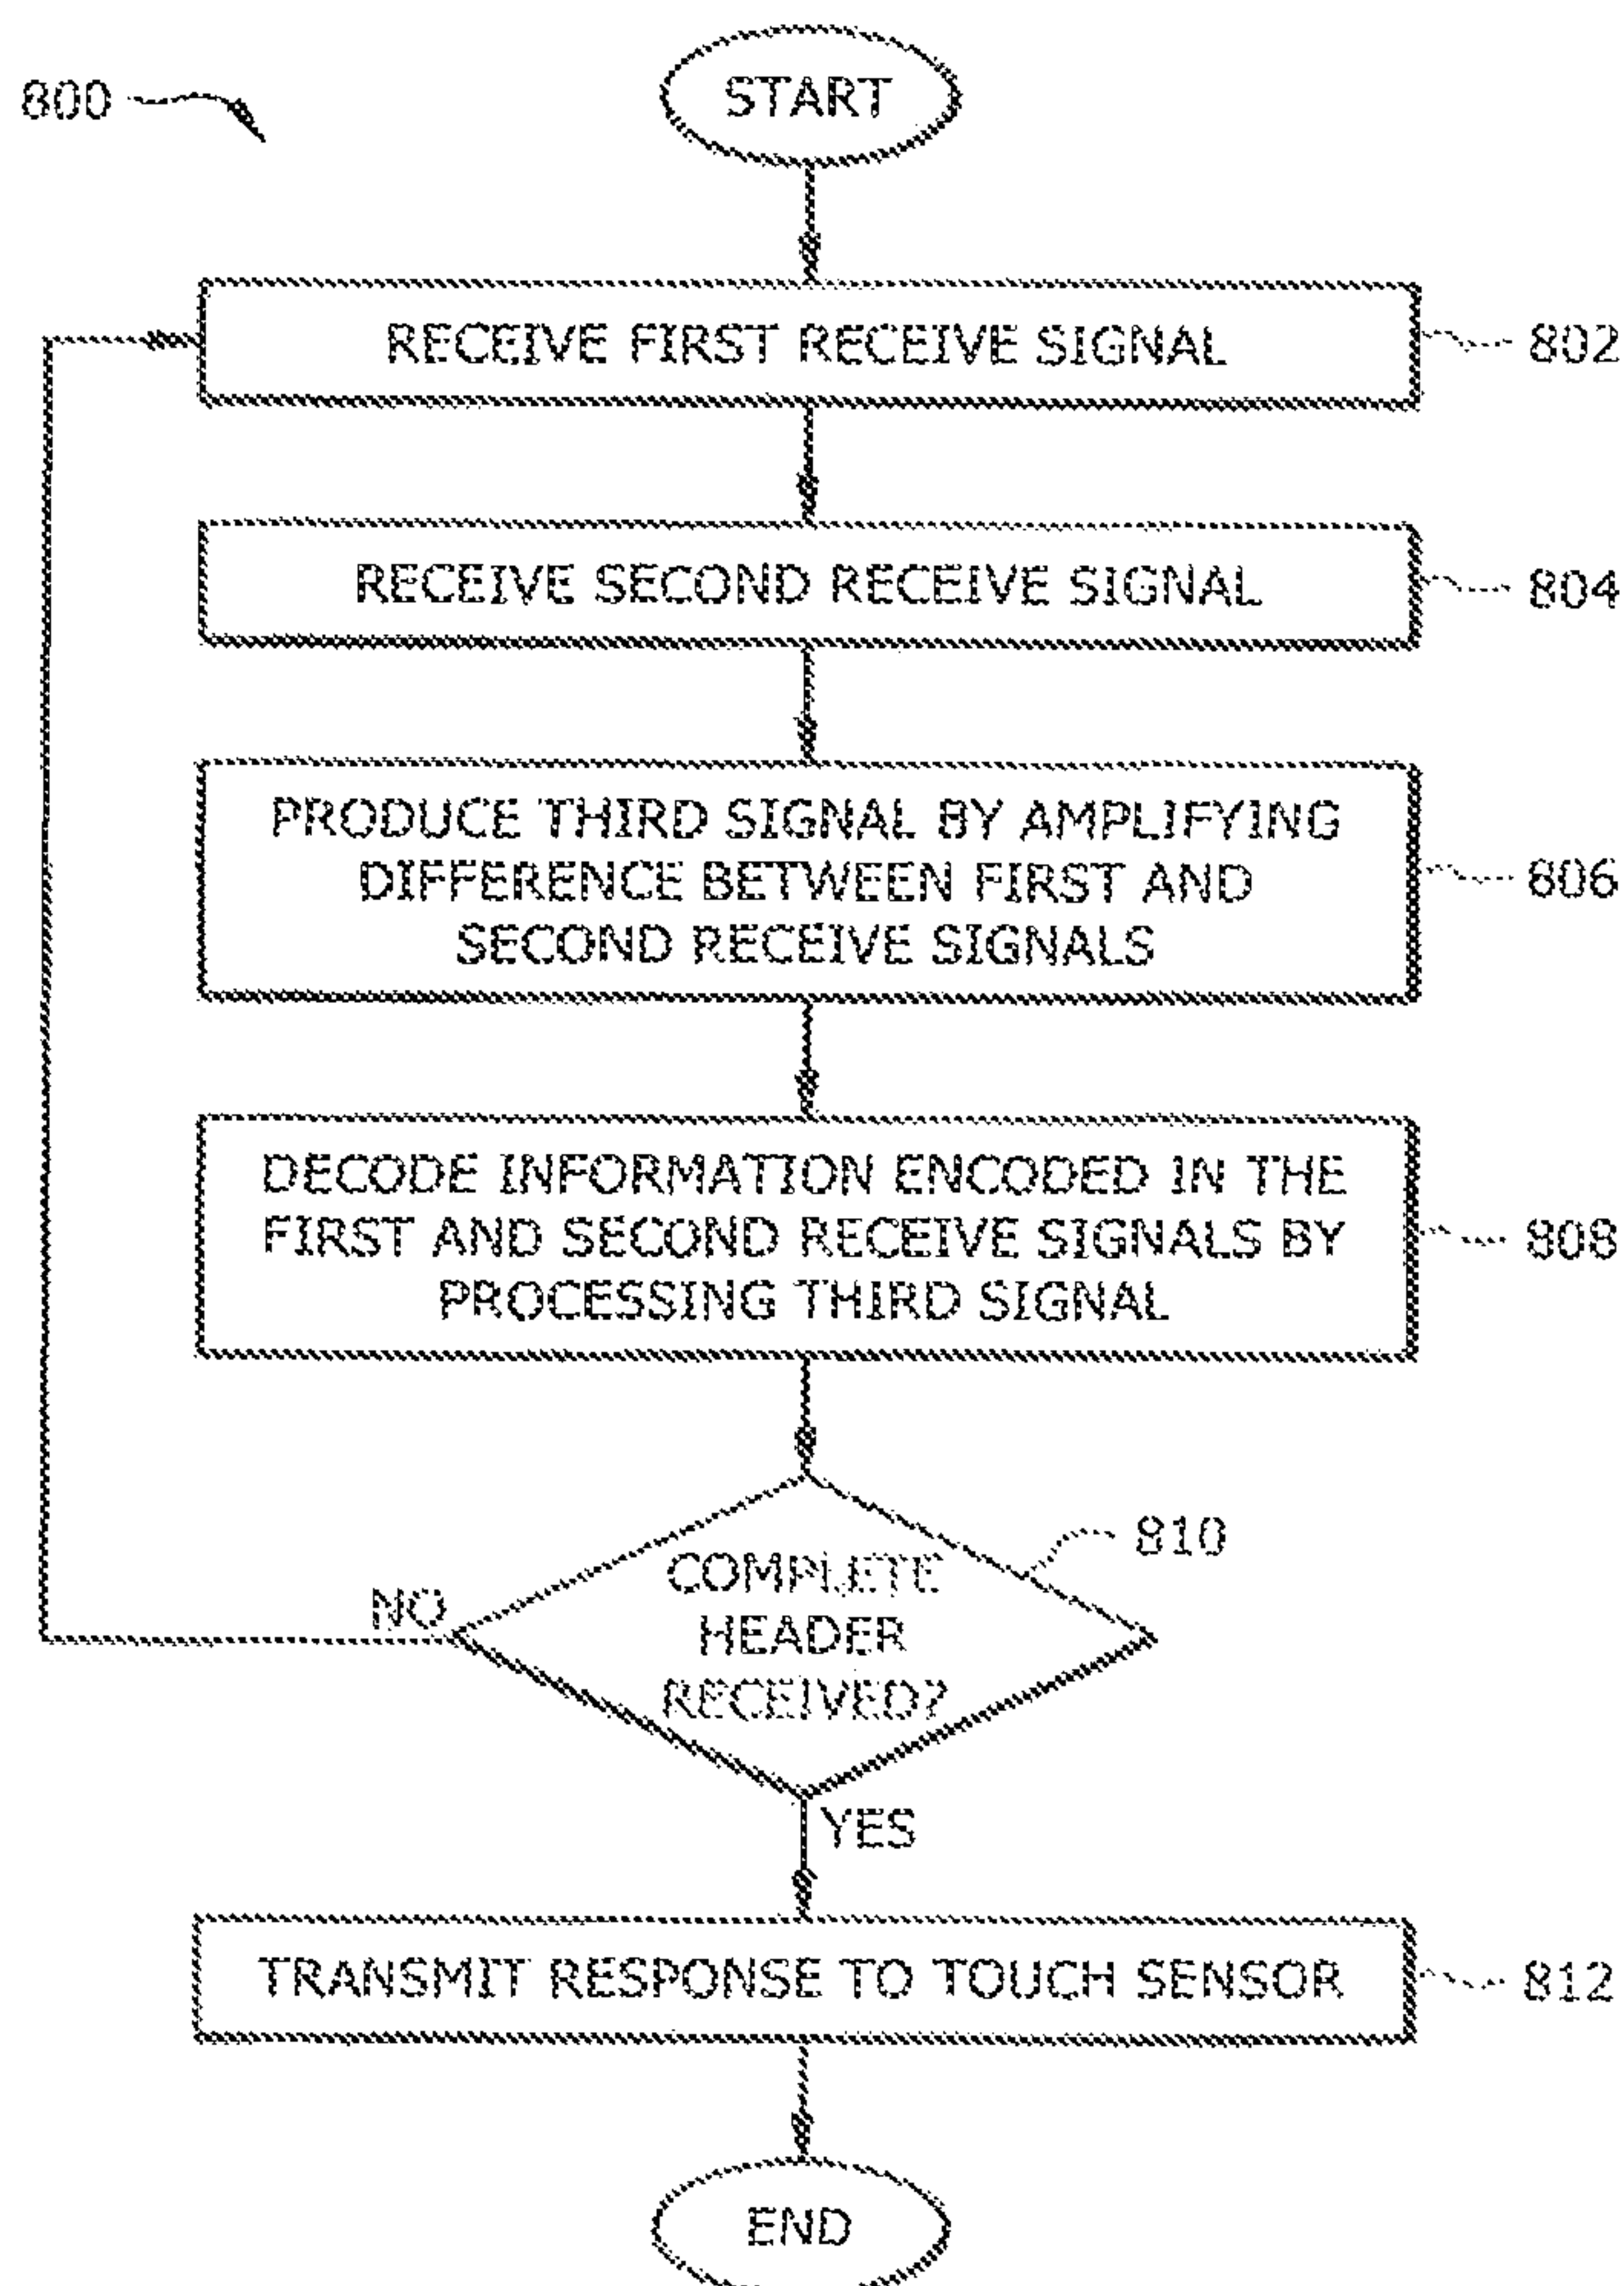 800
START
RECEIVE FIRST RECEIVE SIGNAL
802
RECEIVE SECOND RECEIVE SIGNAL
804
PRODUCE THIRD SIGNAL BY AMPLIFYING
DIFFERENCE BETWEEN FIRST AND
SECOND RECEIVE SIGNALS
806
DECODE INFORMATION ENCODED IN THE
FIRST AND SECOND RECEIVE SIGNALS BY
PROCESSING THIRD SIGNAL
808
810
COMPLETE
HEADER
RECEIVED?
NO
YES
TRANSMIT RESPONSE TO TOUCH SENSOR
812
END